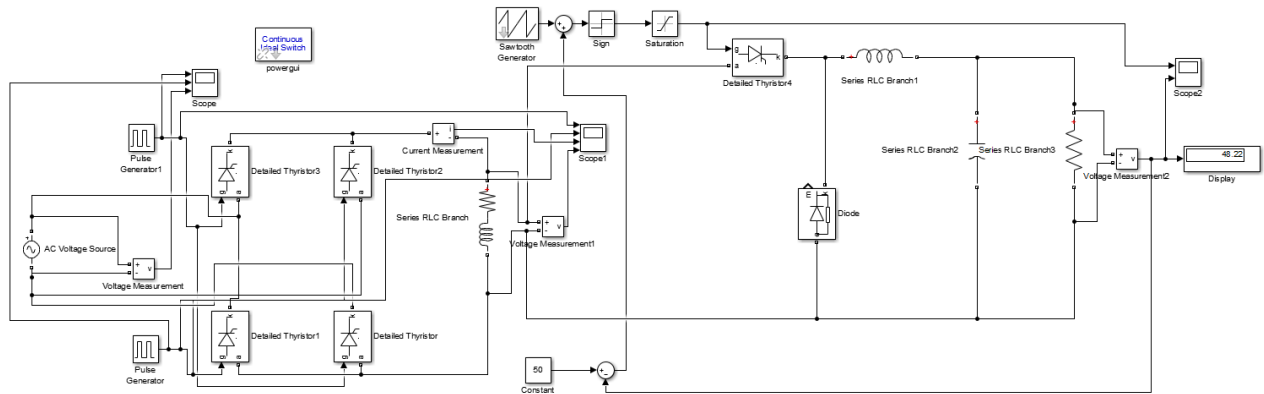 Continuous
Ideal Switch
powergui
Scope
Pulse
Generator1
AC Voltage Source
+
-
v
Voltage Measurement
Pulse
Generator
Detailed Thyristor3
Detailed Thyristor2
Detailed Thyristor1
Detailed Thyristor
g
a
k
+
-
i
Current Measurement
Scope1
Series RLC Branch
+
-
v
Voltage Measurement1
Sawtooth
Generator
Sign
Saturation
g
a
k
Detailed Thyristor4
Series RLC Branch1
Series RLC Branch2
Series RLC Branch3
m
Diode
+
-
v
Voltage Measurement2
Scope2
48.22
Display
50
Constant